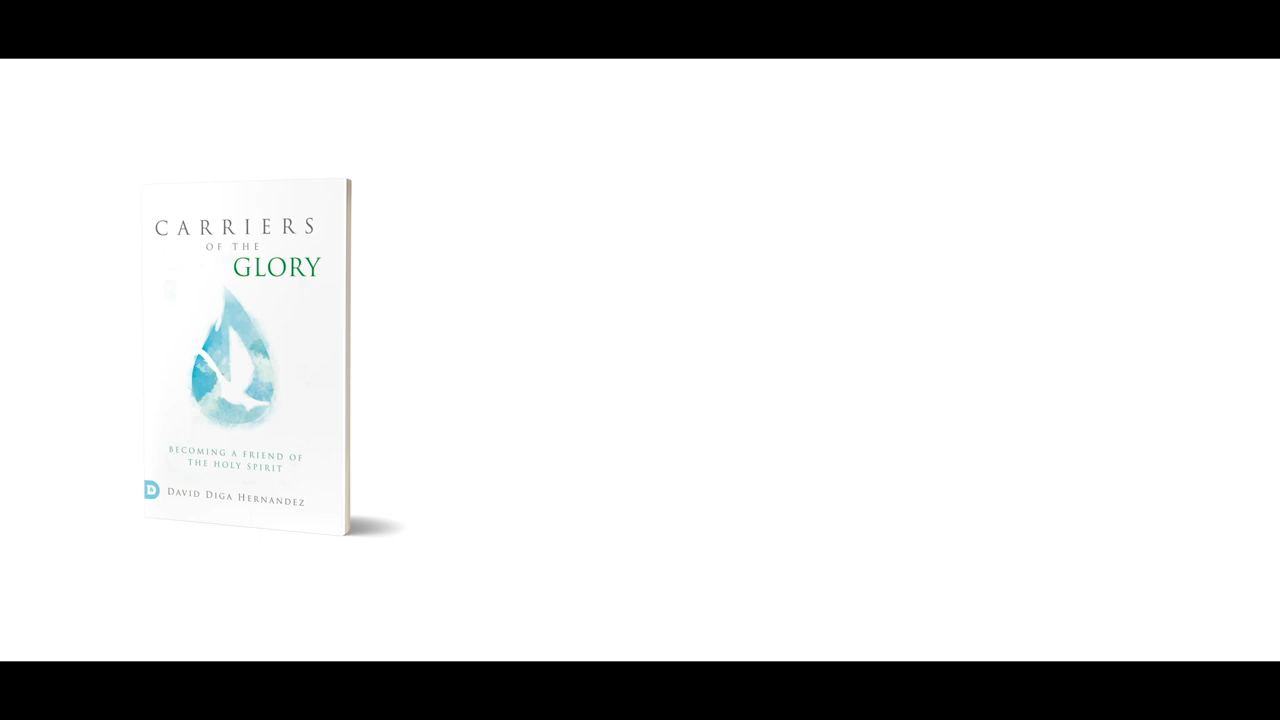 CARRIERS
OF THE
GLORY
BECOMING A FRIEND OF
THE HOLY SPIRIT
D
DAVID DIGA HERNANDEZ